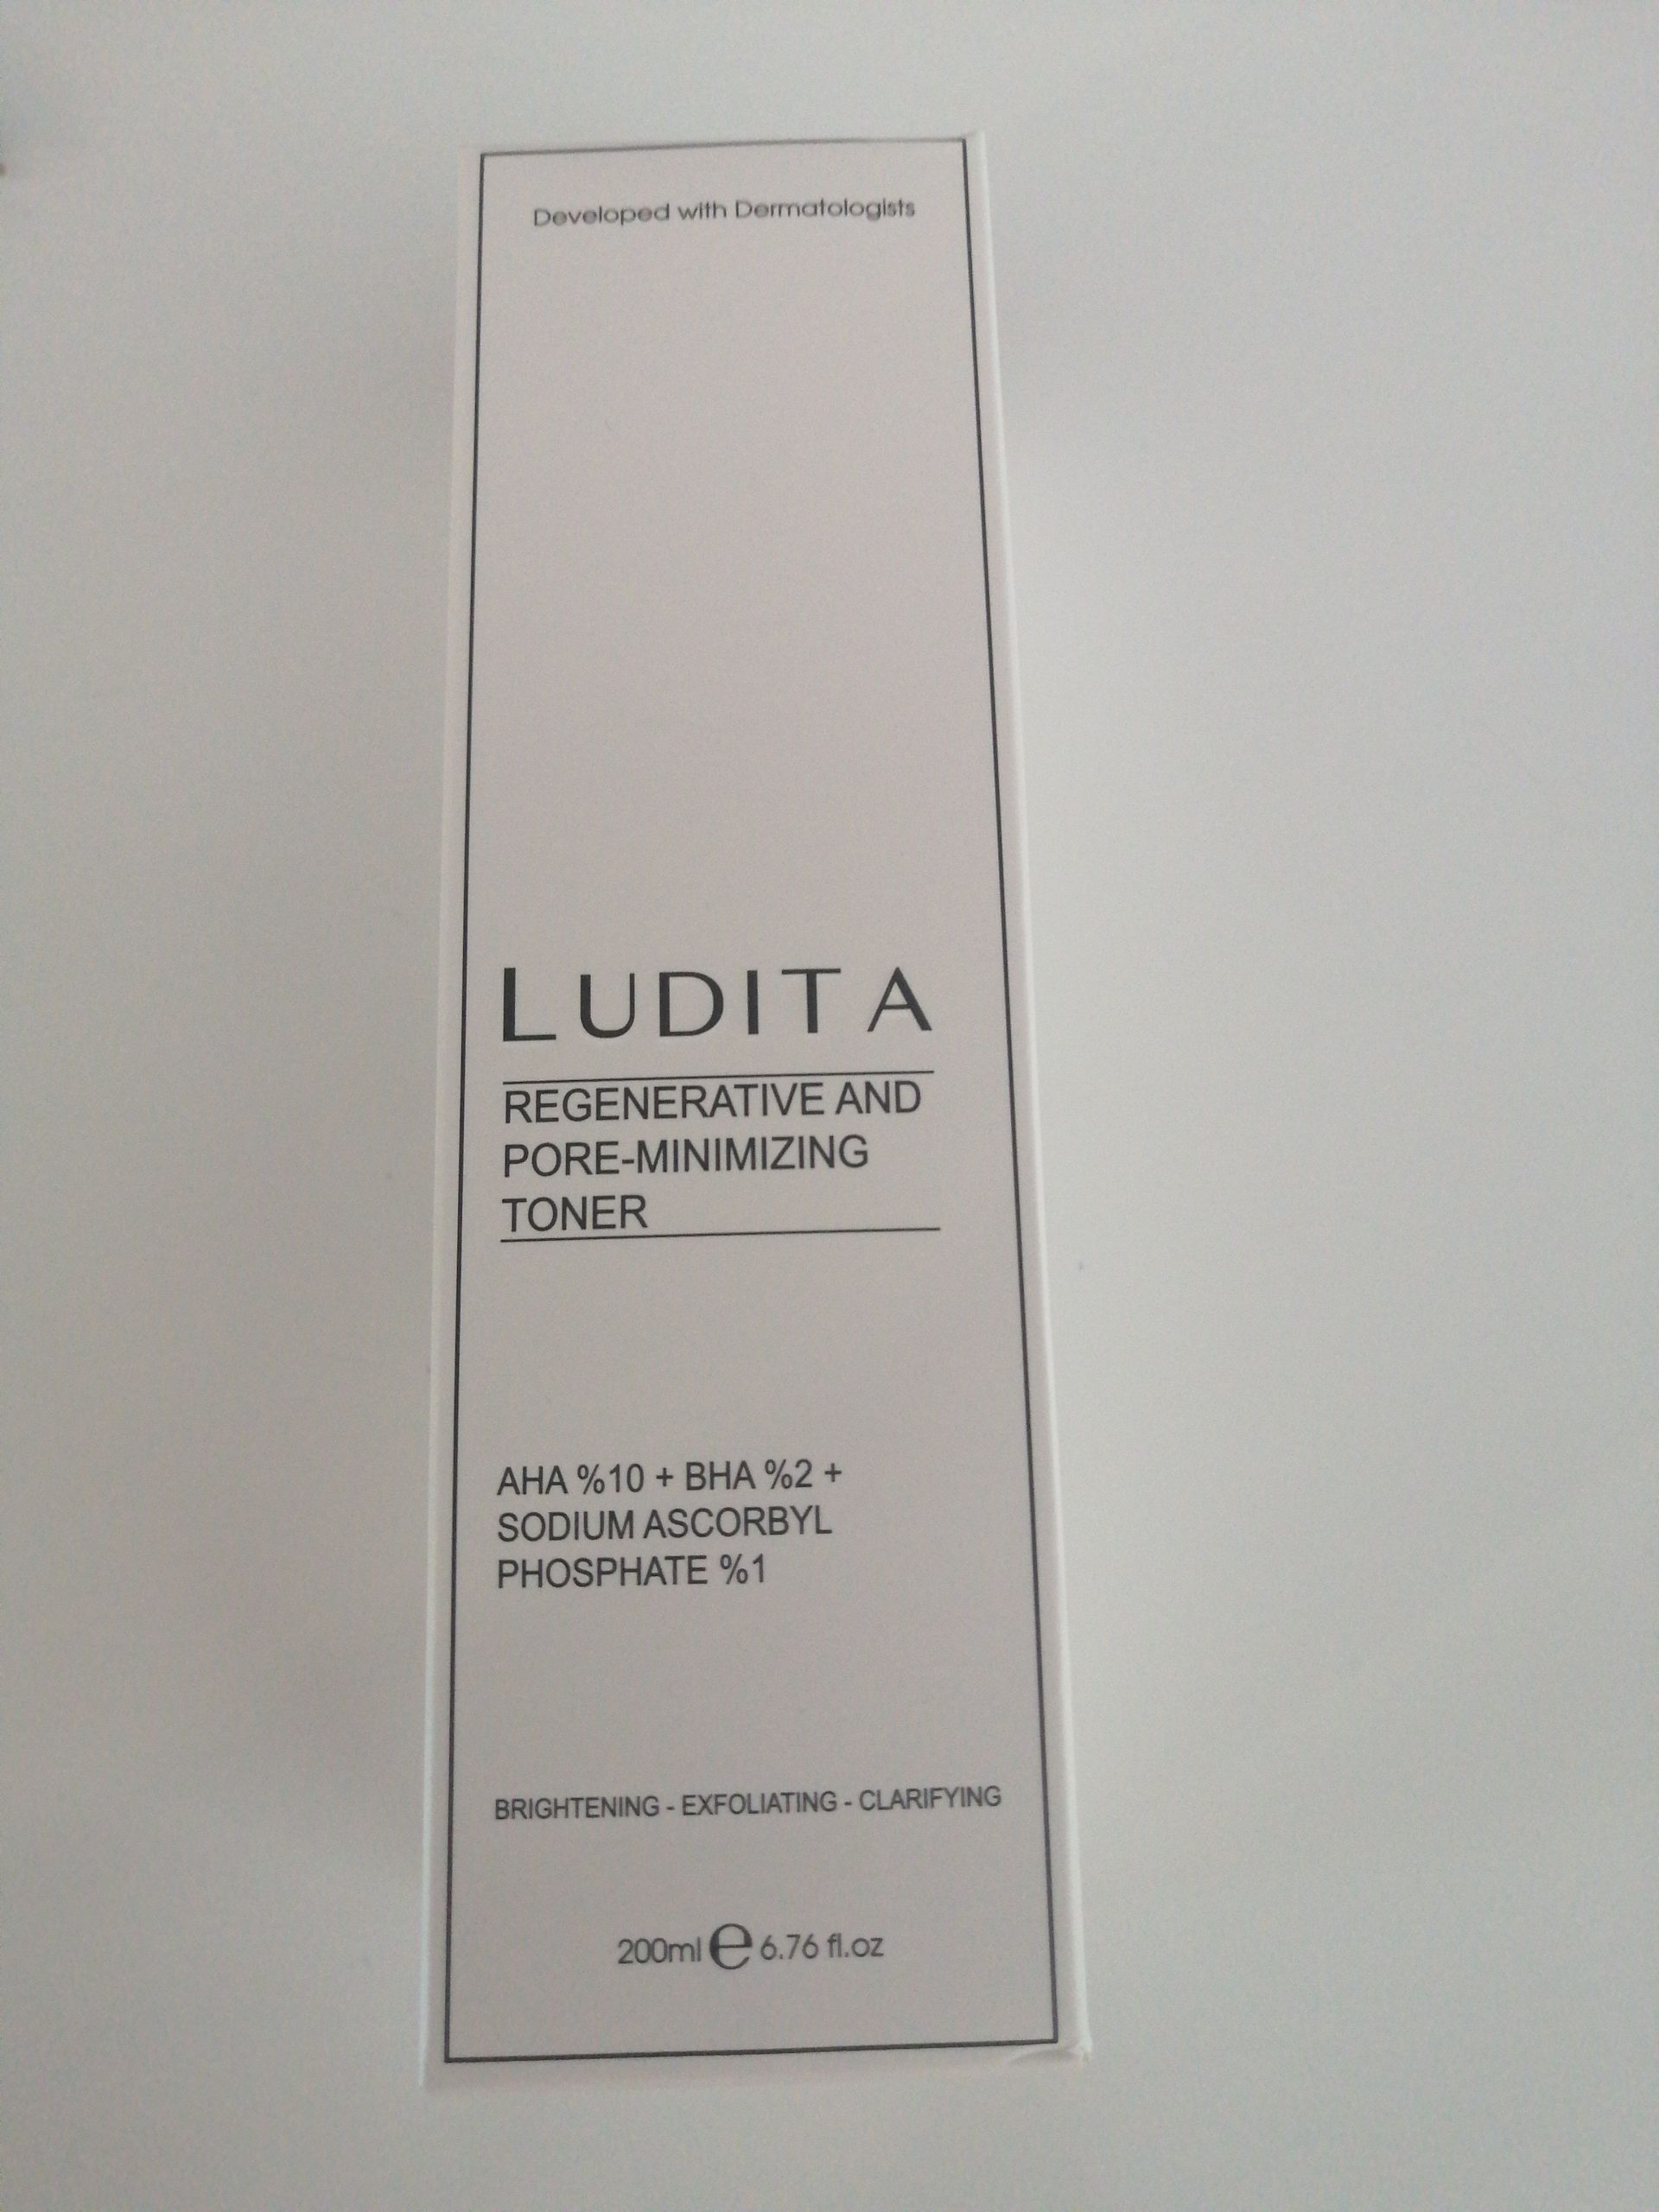 Developed with Dermatologists
LUDITA
REGENERATIVE AND
PORE-MINIMIZING
TONER
AHA %10 + BHA %2 +
SODIUM ASCORBYL
PHOSPHATE %1
BRIGHTENING - EXFOLIATING - CLARIFYING
200ml e 6.76 fl.oz